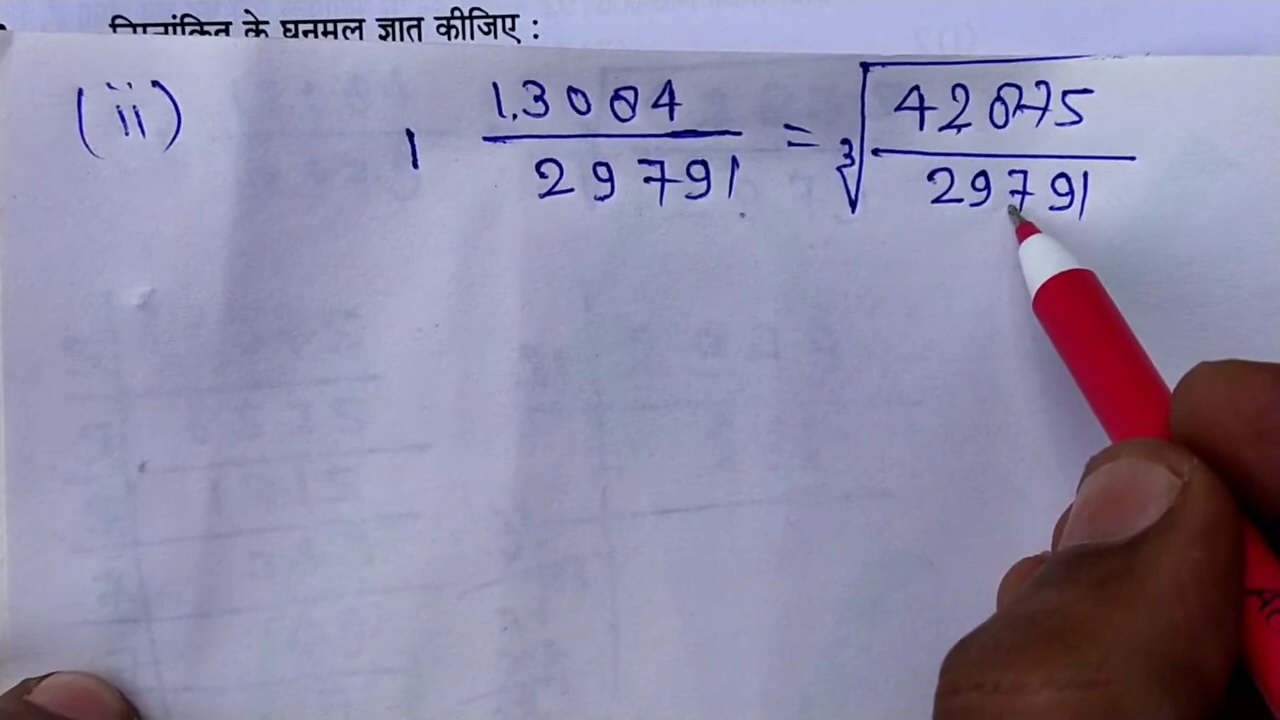 के घनमूल ज्ञात कीजिए :
(ii) 1 13084/29791 = ∛42875/29791